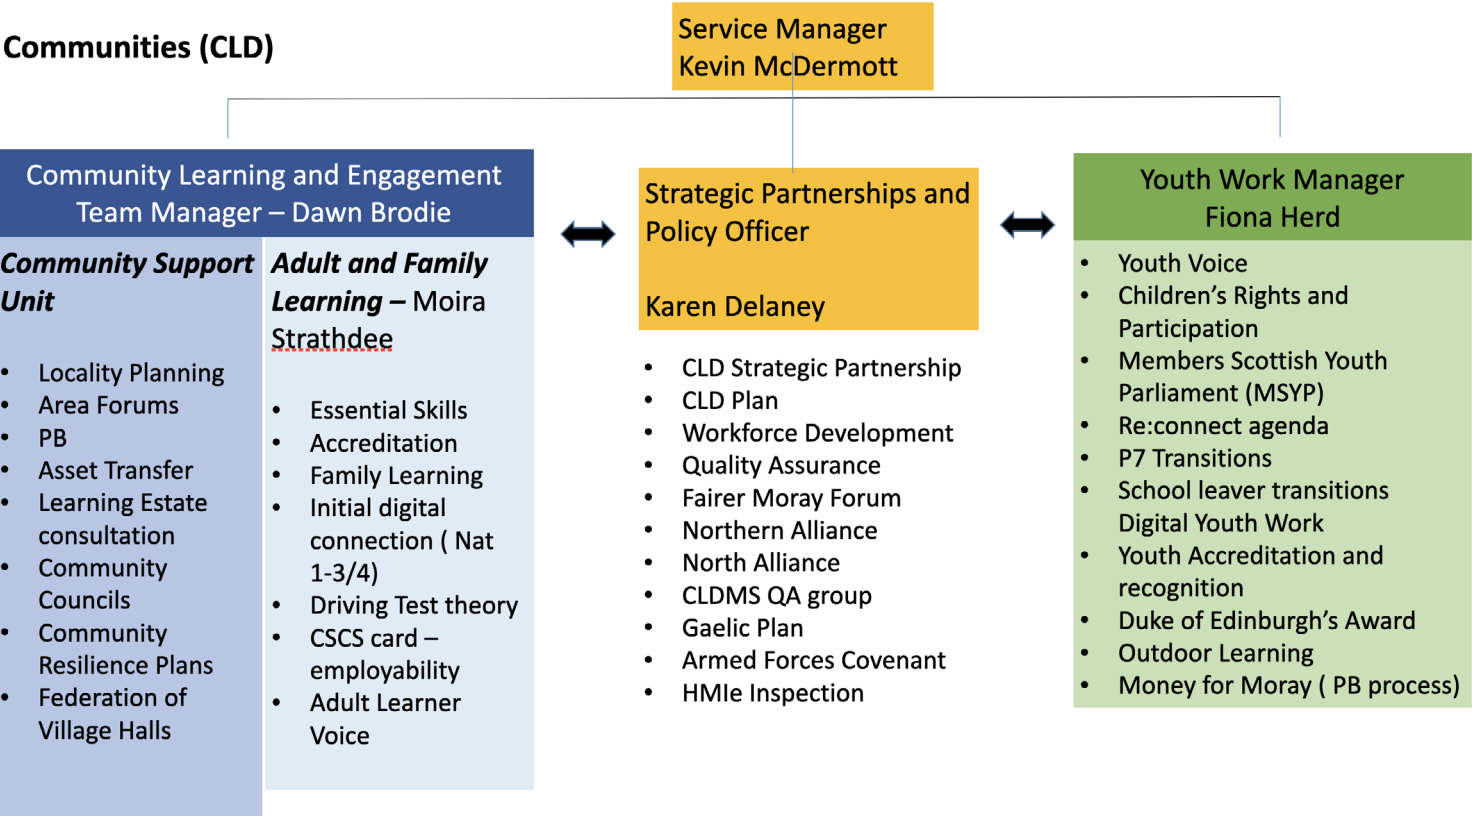 Communities (CLD)
Service Manager
Kevin McDermott
Community Learning and Engagement
Team Manager – Dawn Brodie
Community Support
Unit
• Locality Planning
• Area Forums
• PB
• Asset Transfer
• Learning Estate
consultation
• Community
Councils
• Community
Resilience Plans
• Federation of
Village Halls
Adult and Family
Learning – Moira
Strathdee
• Essential Skills
• Accreditation
• Family Learning
• Initial digital
connection ( Nat
1-3/4)
• Driving Test theory
• CSCS card –
employability
• Adult Learner
Voice
Strategic Partnerships and
Policy Officer
Karen Delaney
• CLD Strategic Partnership
• CLD Plan
• Workforce Development
• Quality Assurance
• Fairer Moray Forum
• Northern Alliance
• North Alliance
• CLDMS QA group
• Gaelic Plan
• Armed Forces Covenant
• HMIe Inspection
Youth Work Manager
Fiona Herd
• Youth Voice
• Children’s Rights and
Participation
• Members Scottish Youth
Parliament (MSYP)
• Re:connect agenda
• P7 Transitions
• School leaver transitions
Digital Youth Work
• Youth Accreditation and
recognition
• Duke of Edinburgh’s Award
• Outdoor Learning
• Money for Moray ( PB process)